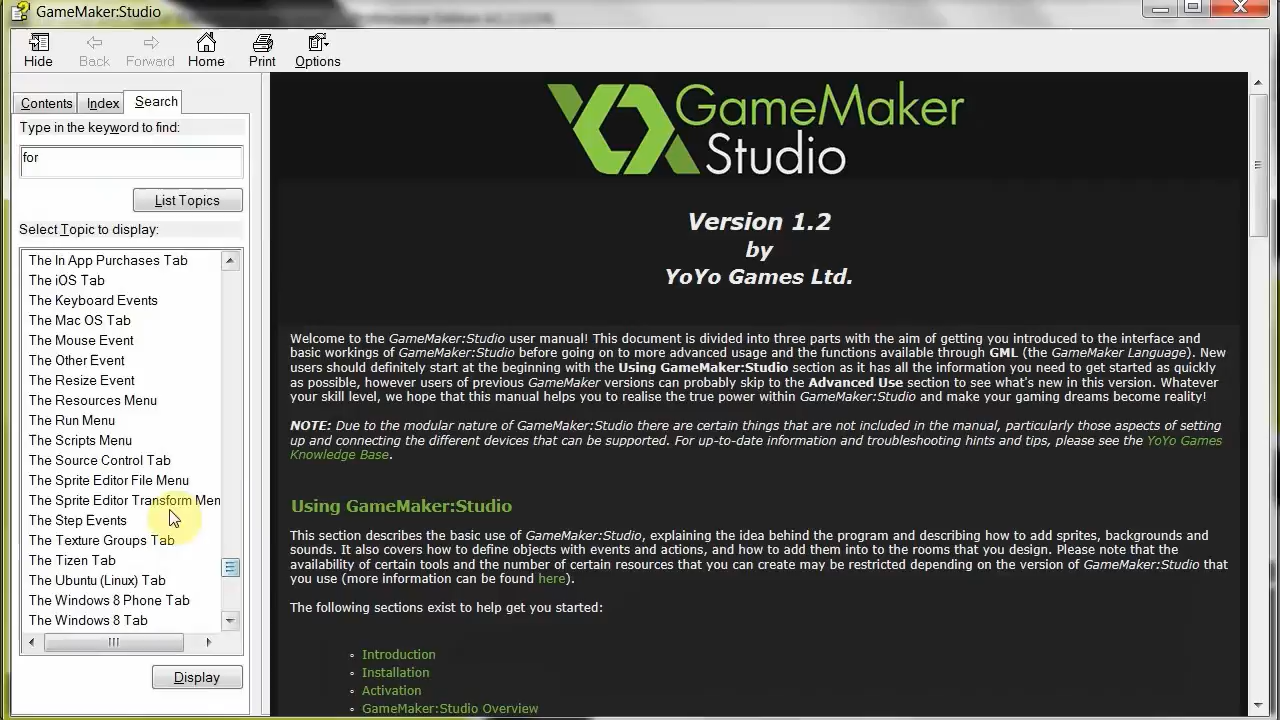 GameMaker:Studio
Hide
Back
Forward
Home
Print
Options
Contents
Index
Search
Type in the keyword to find:
for
List Topics
Select Topic to display:
The In App Purchases Tab
The iOS Tab
The Keyboard Events
The Mac OS Tab
The Mouse Event
The Other Event
The Resize Event
The Resources Menu
The Run Menu
The Scripts Menu
The Source Control Tab
The Sprite Editor File Menu
The Sprite Editor Transform Men
The Step Events
The Texture Groups Tab
The Tizen Tab
The Ubuntu (Linux) Tab
The Windows 8 Phone Tab
The Windows 8 Tab
Display
GameMaker
Studio
Version 1.2
by
YoYo Games Ltd.
Welcome to the GameMaker:Studio user manual! This document is divided into three parts with the aim of getting you introduced to the interface and
basic workings of GameMaker:Studio before going on to more advanced usage and the functions available through GML (the GameMaker Language). New
users should definitely start at the beginning with the Using GameMaker:Studio section as it has all the information you need to get started as quickly
as possible, however users of previous GameMaker versions can probably skip to the Advanced Use section to see what's new in this version. Whatever
your skill level, we hope that this manual helps you to realise the true power within GameMaker:Studio and make your gaming dreams become reality!
NOTE: Due to the modular nature of GameMaker:Studio there are certain things that are not included in the manual, particularly those aspects of setting
up and connecting the different devices that can be supported. For up-to-date information and troubleshooting hints and tips, please see the YoYo Games
Knowledge Base.
Using GameMaker:Studio
This section describes the basic use of GameMaker:Studio, explaining the idea behind the program and describing how to add sprites, backgrounds and
sounds. It also covers how to define objects with events and actions, and how to add them into to the rooms that you design. Please note that the
availability of certain tools and the number of certain resources that you can create may be restricted depending on the version of GameMaker:Studio that
you use (more information can be found here).
The following sections exist to help get you started:
Introduction
Installation
Activation
GameMaker:Studio Overview